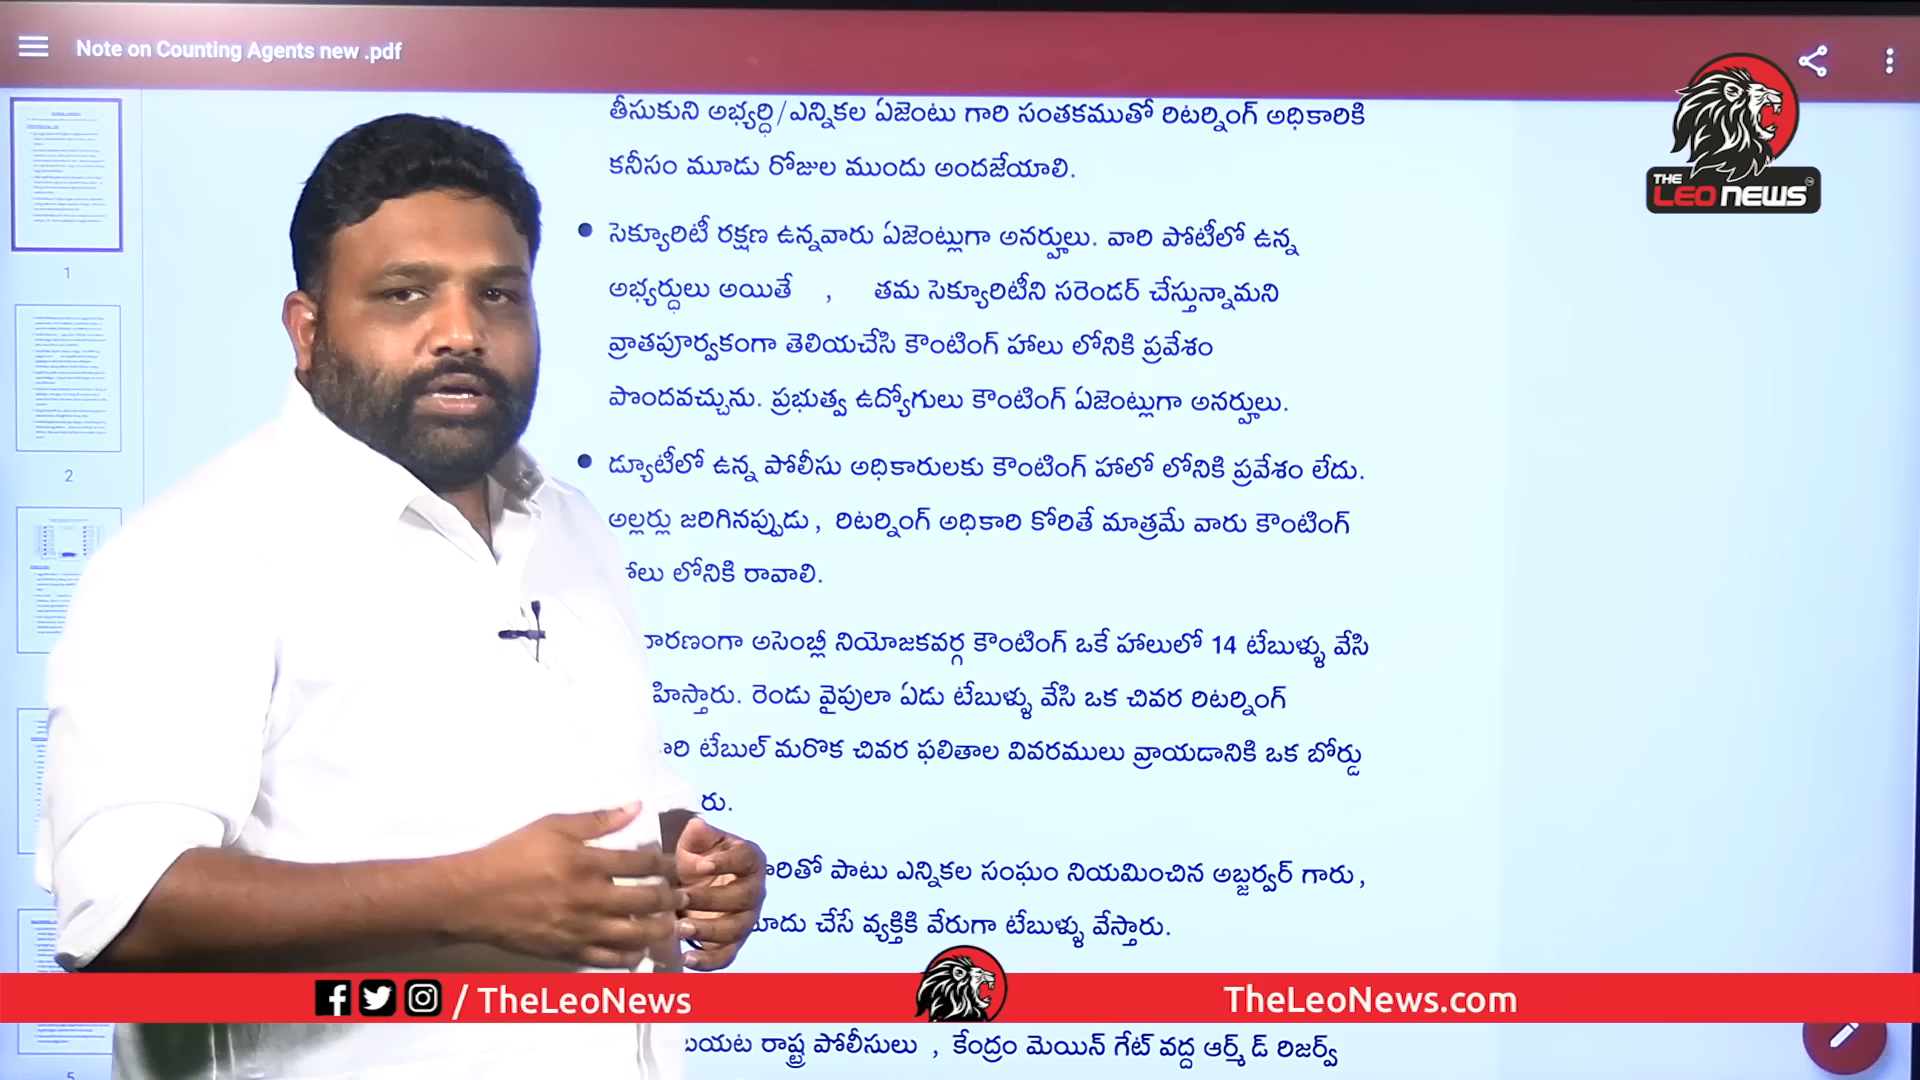 Note on Counting Agents new .pdf
THE
LEO NEWS
1
2
5
తీసుకుని అభ్యర్ధి/ఎన్నికల ఏజెంటు గారి సంతకముతో రిటర్నింగ్ అధికారికి
కనీసం మూడు రోజుల ముందు అందజేయాలి.
సెక్యూరిటీ రక్షణ ఉన్నవారు ఏజెంట్లుగా అనర్హులు. వారి పోటీలో ఉన్న
అభ్యర్ధులు అయితే , తమ సెక్యూరిటీని సరెండర్ చేస్తున్నామని
వ్రాతపూర్వకంగా తెలియచేసి కౌంటింగ్ హాలు లోనికి ప్రవేశం
పొందవచ్చును. ప్రభుత్వ ఉద్యోగులు కౌంటింగ్ ఏజెంట్లుగా అనర్హులు.
డ్యూటీలో ఉన్న పోలీసు అధికారులకు కౌంటింగ్ హాలో లోనికి ప్రవేశం లేదు.
అల్లర్లు జరిగినప్పుడు, రిటర్నింగ్ అధికారి కోరితే మాత్రమే వారు కౌంటింగ్
లోనికి రావాలి.
అసెంబ్లీ నియోజకవర్గ కౌంటింగ్ ఒకే హాలులో 14 టేబుళ్ళు వేసి
రెండు వైపులా ఏడు టేబుళ్ళు వేసి ఒక చివర రిటర్నింగ్
టేబుల్ మరొక చివర ఫలితాల వివరములు వ్రాయడానికి ఒక బోర్డు
పాటు ఎన్నికల సంఘం నియమించిన అబ్జర్వర్ గారు,
చేసే వ్యక్తికి వేరుగా టేబుళ్ళు వేస్తారు.
/ TheLeoNews
TheLeoNews.com
రాష్ట్ర పోలీసులు , కేంద్రం మెయిన్ గేట్ వద్ద ఆర్మ్ డ్ రిజర్వ్